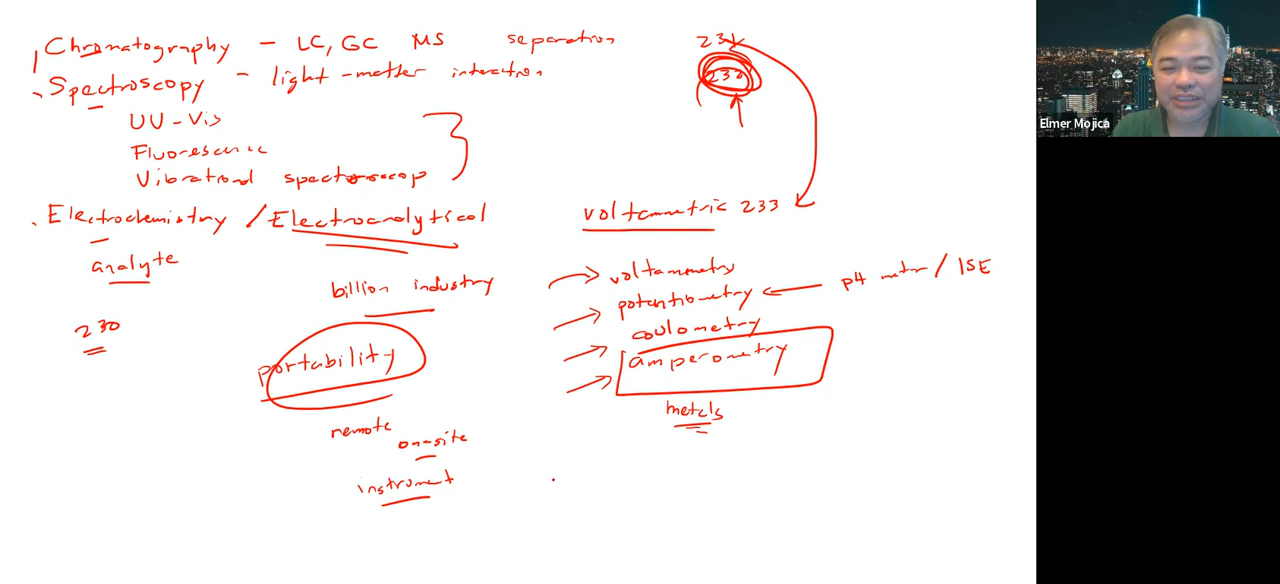 Chromatography - LC, GC MS separation
Spectroscopy - light-matter interaction
UV-Vis
Fluorescence
Vibrational spectroscop
Electrochemistry / Electroanalytical
analyte
billion industry
230
portability
remote
on-site
instrument
231
232
voltammetric 233
voltammetry
potentiometry pH meter / ISE
coulometry
amperometry
metals
Elmer Mojica